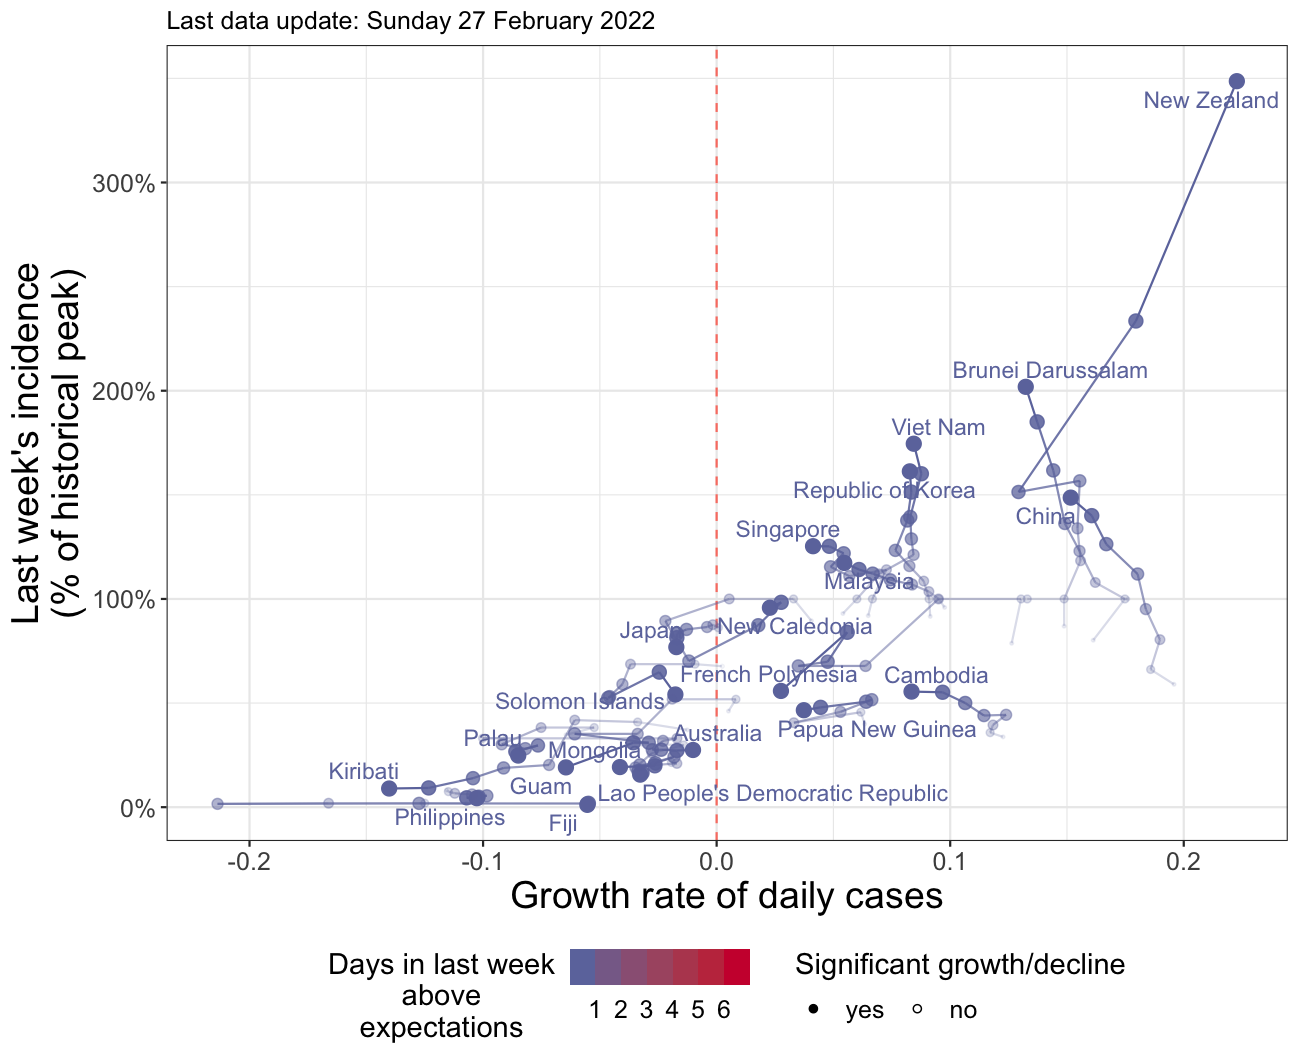 Last data update: Sunday 27 February 2022
Last week's incidence
(% of historical peak)
300%
200%
100%
0%
New Zealand
Brunei Darussalam
Viet Nam
Republic of Korea
China
Singapore
Malaysia
Japan
New Caledonia
French Polynesia
Cambodia
Solomon Islands
Papua New Guinea
Palau
Australia
Mongolia
Kiribati
Guam
Lao People's Democratic Republic
Philippines
Fiji
-0.2
-0.1
0.0
0.1
0.2
Growth rate of daily cases
Days in last week
above
expectations
1 2 3 4 5 6
Significant growth/decline
yes
no